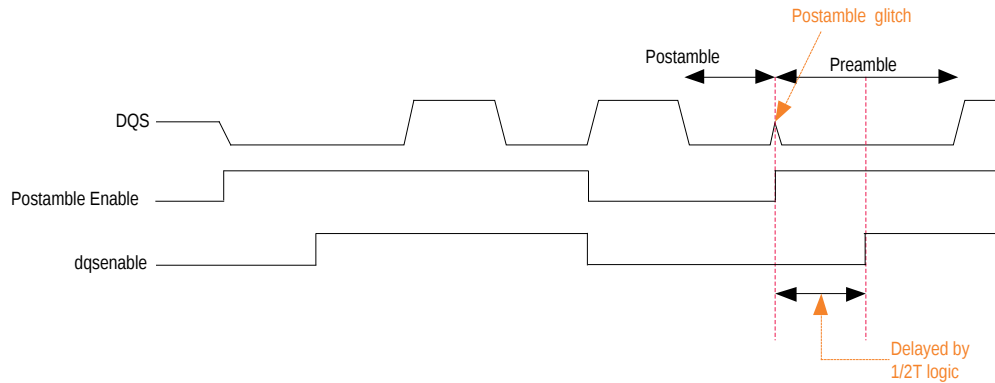 Postamble glitch
Postamble
Preamble
DQS
Postamble Enable
dqsenable
Delayed by
1/2T logic